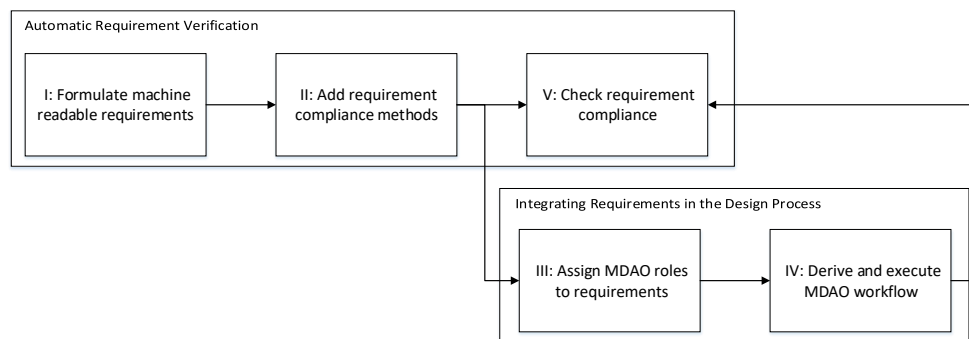 Automatic Requirement Verification
I: Formulate machine
readable requirements
II: Add requirement
compliance methods
V: Check requirement
compliance
Integrating Requirements in the Design Process
III: Assign MDAO roles
to requirements
IV: Derive and execute
MDAO workflow